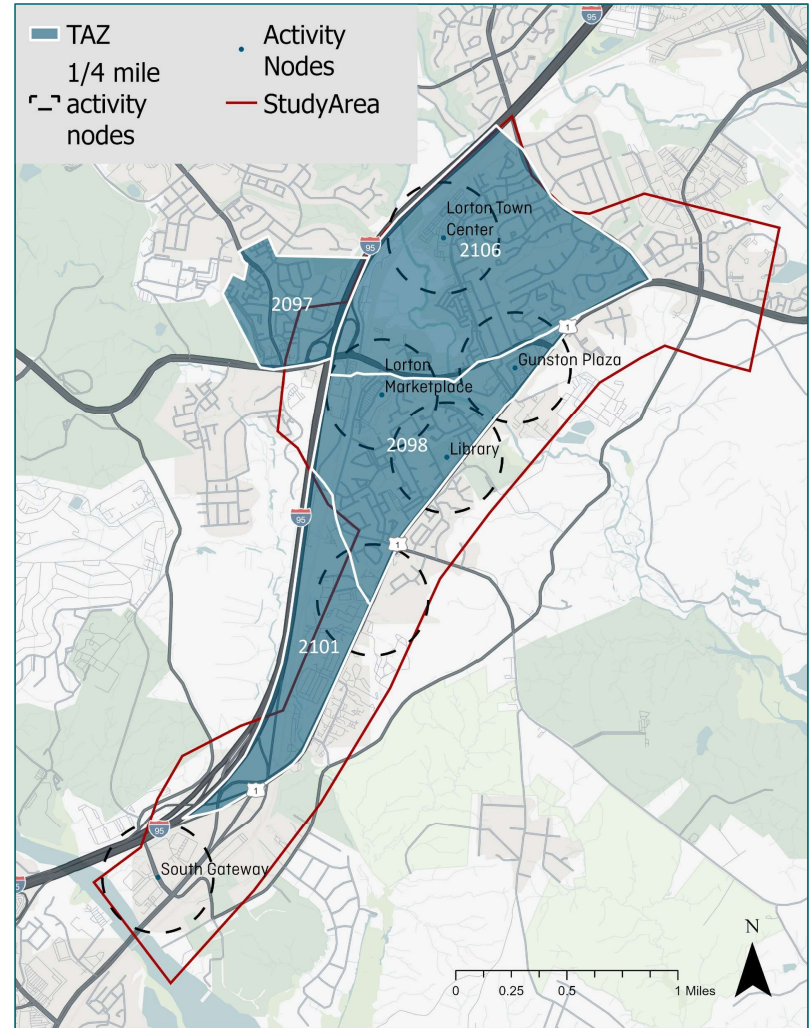 TAZ
1/4 mile
activity
nodes
Activity
Nodes
StudyArea
95
Lorton Town
Center
2106
95
2097
1
Gunston Plaza
Lorton
Marketplace
2098
Library
95
1
2101
1
95
South Gateway
5
N
0 0.25 0.5 1 Miles